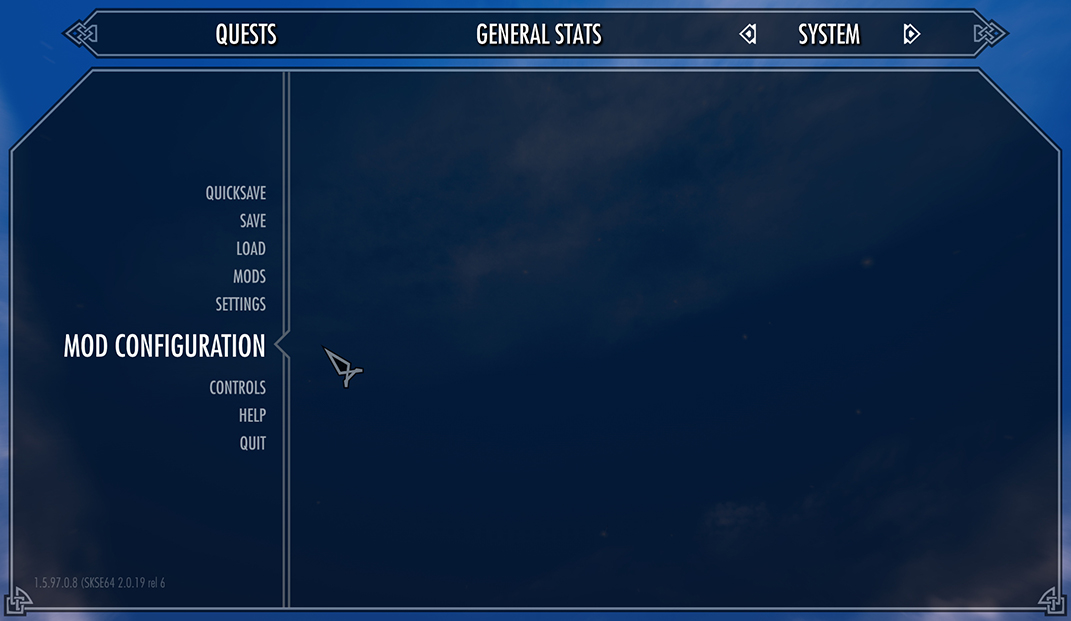 QUESTS GENERAL STATS SYSTEM
QUICKSAVE
SAVE
LOAD
MODS
SETTINGS
MOD CONFIGURATION
CONTROLS
HELP
QUIT
1.5.97.0.8 (SKSE64 2.0.19 rel 6